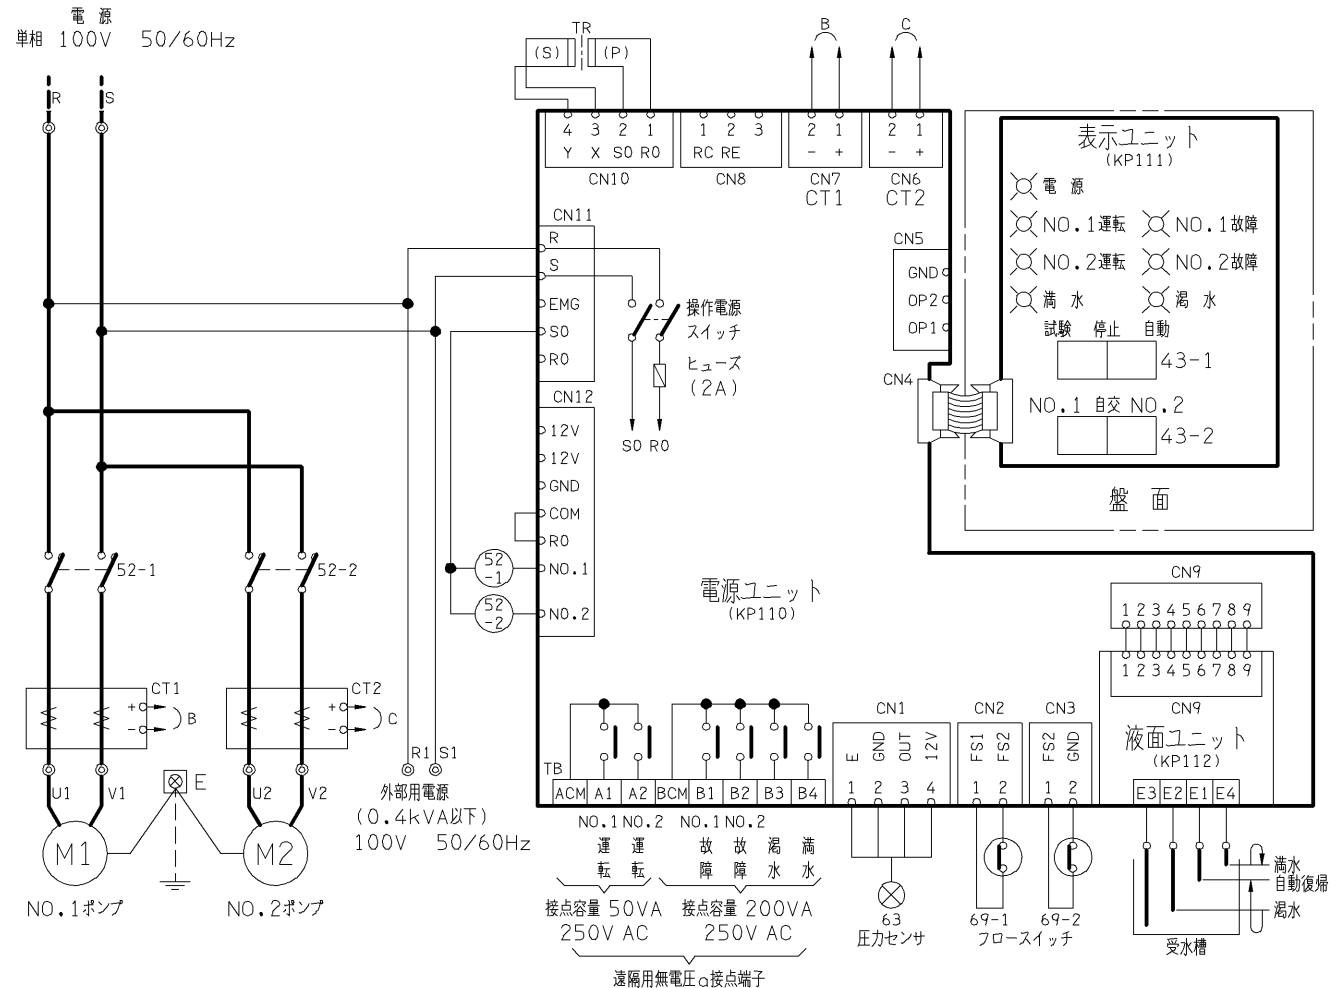 電 源
単相 100V 50/60Hz
R S
TR
(S) (P)
B C
4 3 2 1
Y X S0 R0
CN10
1 2 3
RC RE
CN8
2 1
- +
CN7
CT1
2 1
- +
CN6
CT2
表示ユニット
(KP111)
電 源
NO.1運転 NO.1故障
NO.2運転 NO.2故障
満 水 渇 水
試験 停止 自動
43-1
NO.1 自交 NO.2
43-2
盤 面
CN11
R
S
EMG
S0
R0
操作電源
スイッチ
ヒューズ
(2A)
S0 R0
CN5
GND
OP2
OP1
CN4
CN12
12V
12V
GND
COM
R0
NO.1
NO.2
52
-1
52
-2
52-1
52-2
電源ユニット
(KP110)
CN9
1 2 3 4 5 6 7 8 9
1 2 3 4 5 6 7 8 9
CN9
液面ユニット
(KP112)
E3 E2 E1 E4
CT1
+
-
B
CT2
+
-
C
U1 V1
E
U2 V2
M1
M2
NO.1ポンプ
NO.2ポンプ
R1 S1
外部用電源
(0.4kVA以下)
100V 50/60Hz
TB
ACM A1 A2 BCM B1 B2 B3 B4
NO.1 NO.2 NO.1 NO.2
運転 運転 故障 故障 渇水 満水
接点容量 50VA
250V AC
接点容量 200VA
250V AC
遠隔用無電圧a接点端子
CN1
E GND OUT 12V
1 2 3 4
63
圧力センサ
CN2
FS1 FS2
1 2
CN3
FS2 GND
1 2
69-1 69-2
フロースイッチ
満水
自動復帰
渇水
受水槽